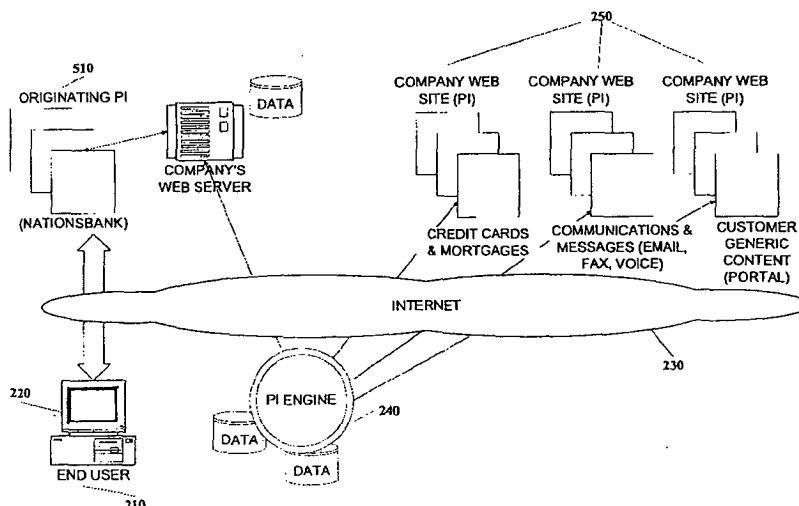 250
510
ORIGINATING PI
DATA
COMPANY WEB
SITE (PI)
COMPANY WEB
SITE (PI)
COMPANY WEB
SITE (PI)
COMPANY'S
WEB SERVER
(NATIONSBANK)
CREDIT CARDS
& MORTGAGES
COMMUNICATIONS &
MESSAGES (EMAIL,
FAX, VOICE)
CUSTOMER
GENERIC
CONTENT
(PORTAL)
INTERNET
230
220
PI ENGINE
240
DATA
DATA
END USER
210